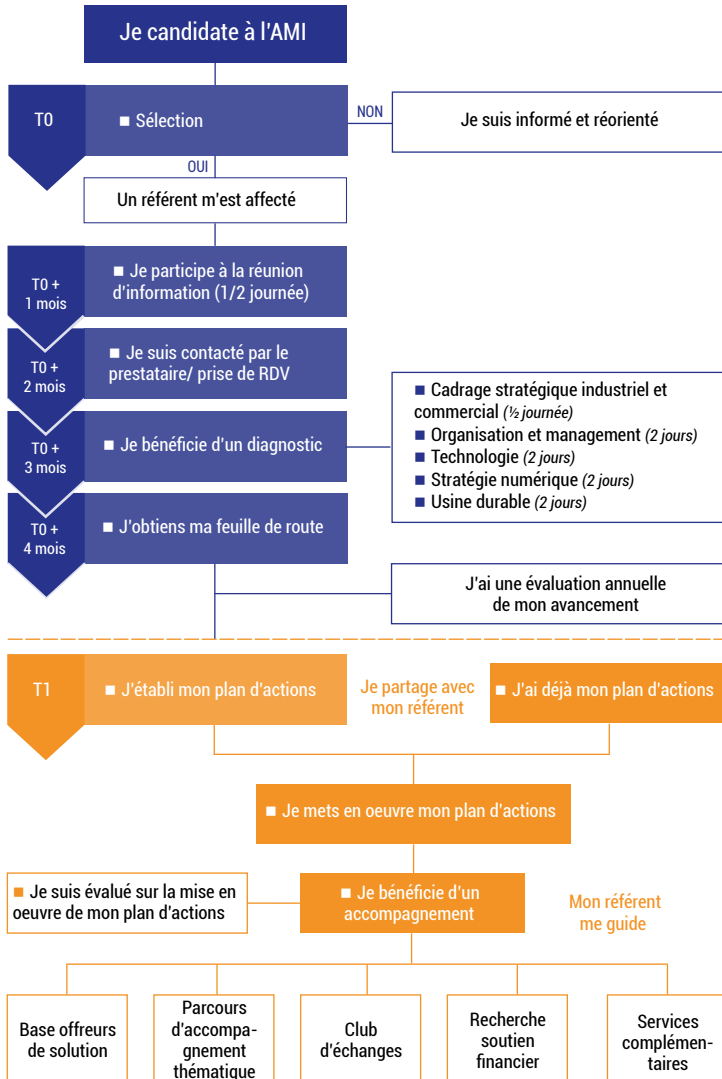 Je candidate à l'AMI
T0
■ Sélection
NON
Je suis informé et réorienté
OUI
Un référent m'est affecté
T0 +
1 mois
■ Je participe à la réunion
d'information (1/2 journée)
T0 +
2 mois
■ Je suis contacté par le
prestataire/ prise de RDV
T0 +
3 mois
■ Je bénéficie d'un diagnostic
■ Cadrage stratégique industriel et
commercial (½ journée)
■ Organisation et management (2 jours)
■ Technologie (2 jours)
■ Stratégie numérique (2 jours)
■ Usine durable (2 jours)
T0 +
4 mois
■ J'obtiens ma feuille de route
J'ai une évaluation annuelle
de mon avancement
T1
■ J'établi mon plan d'actions
Je partage avec
mon référent
■ J'ai déjà mon plan d'actions
■ Je mets en oeuvre mon plan d'actions
■ Je suis évalué sur la mise en
oeuvre de mon plan d'actions
■ Je bénéficie d'un
accompagnement
Mon référent
me guide
Base offreurs
de solution
Parcours
d'accompa-
gnement
thématique
Club
d'échanges
Recherche
soutien
financier
Services
complémen-
taires